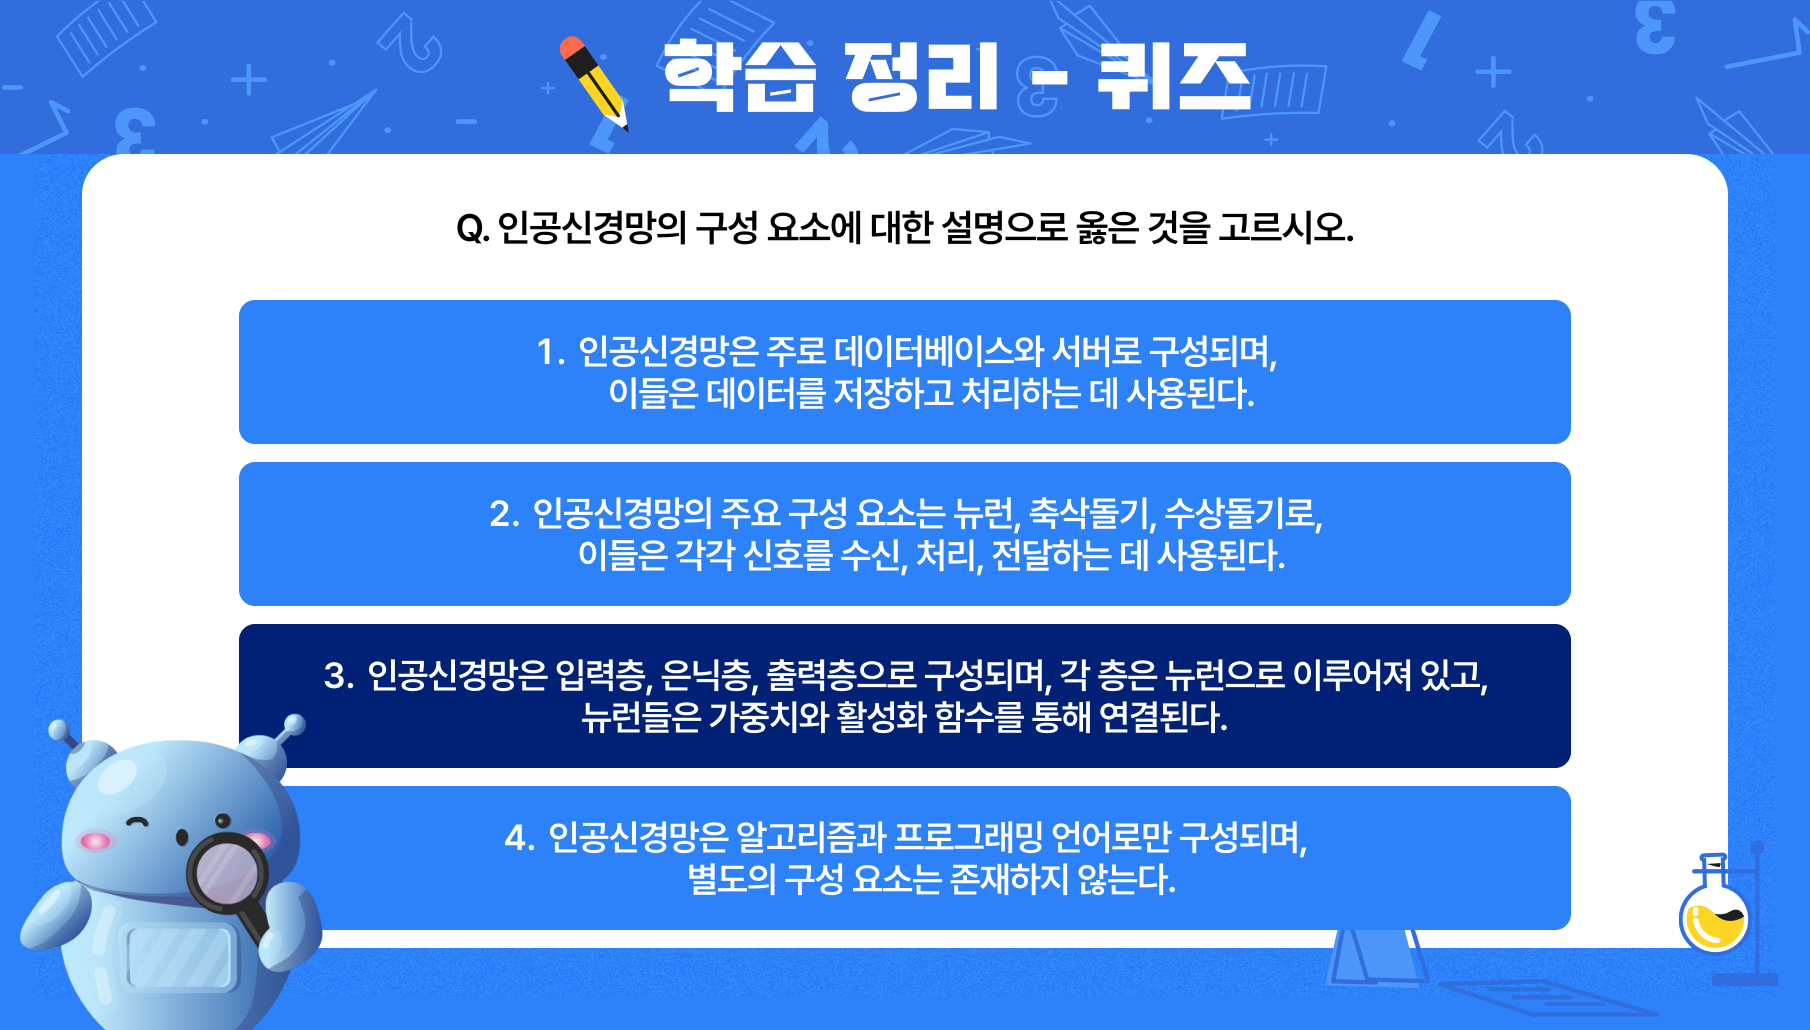 학습 정리 - 퀴즈
Q. 인공신경망의 구성 요소에 대한 설명으로 옳은 것을 고르시오.
1. 인공신경망은 주로 데이터베이스와 서버로 구성되며,
이들은 데이터를 저장하고 처리하는 데 사용된다.
2. 인공신경망의 주요 구성 요소는 뉴런, 축삭돌기, 수상돌기로,
이들은 각각 신호를 수신, 처리, 전달하는 데 사용된다.
3. 인공신경망은 입력층, 은닉층, 출력층으로 구성되며, 각 층은 뉴런으로 이루어져 있고,
뉴런들은 가중치와 활성화 함수를 통해 연결된다.
4. 인공신경망은 알고리즘과 프로그래밍 언어로만 구성되며,
별도의 구성 요소는 존재하지 않는다.